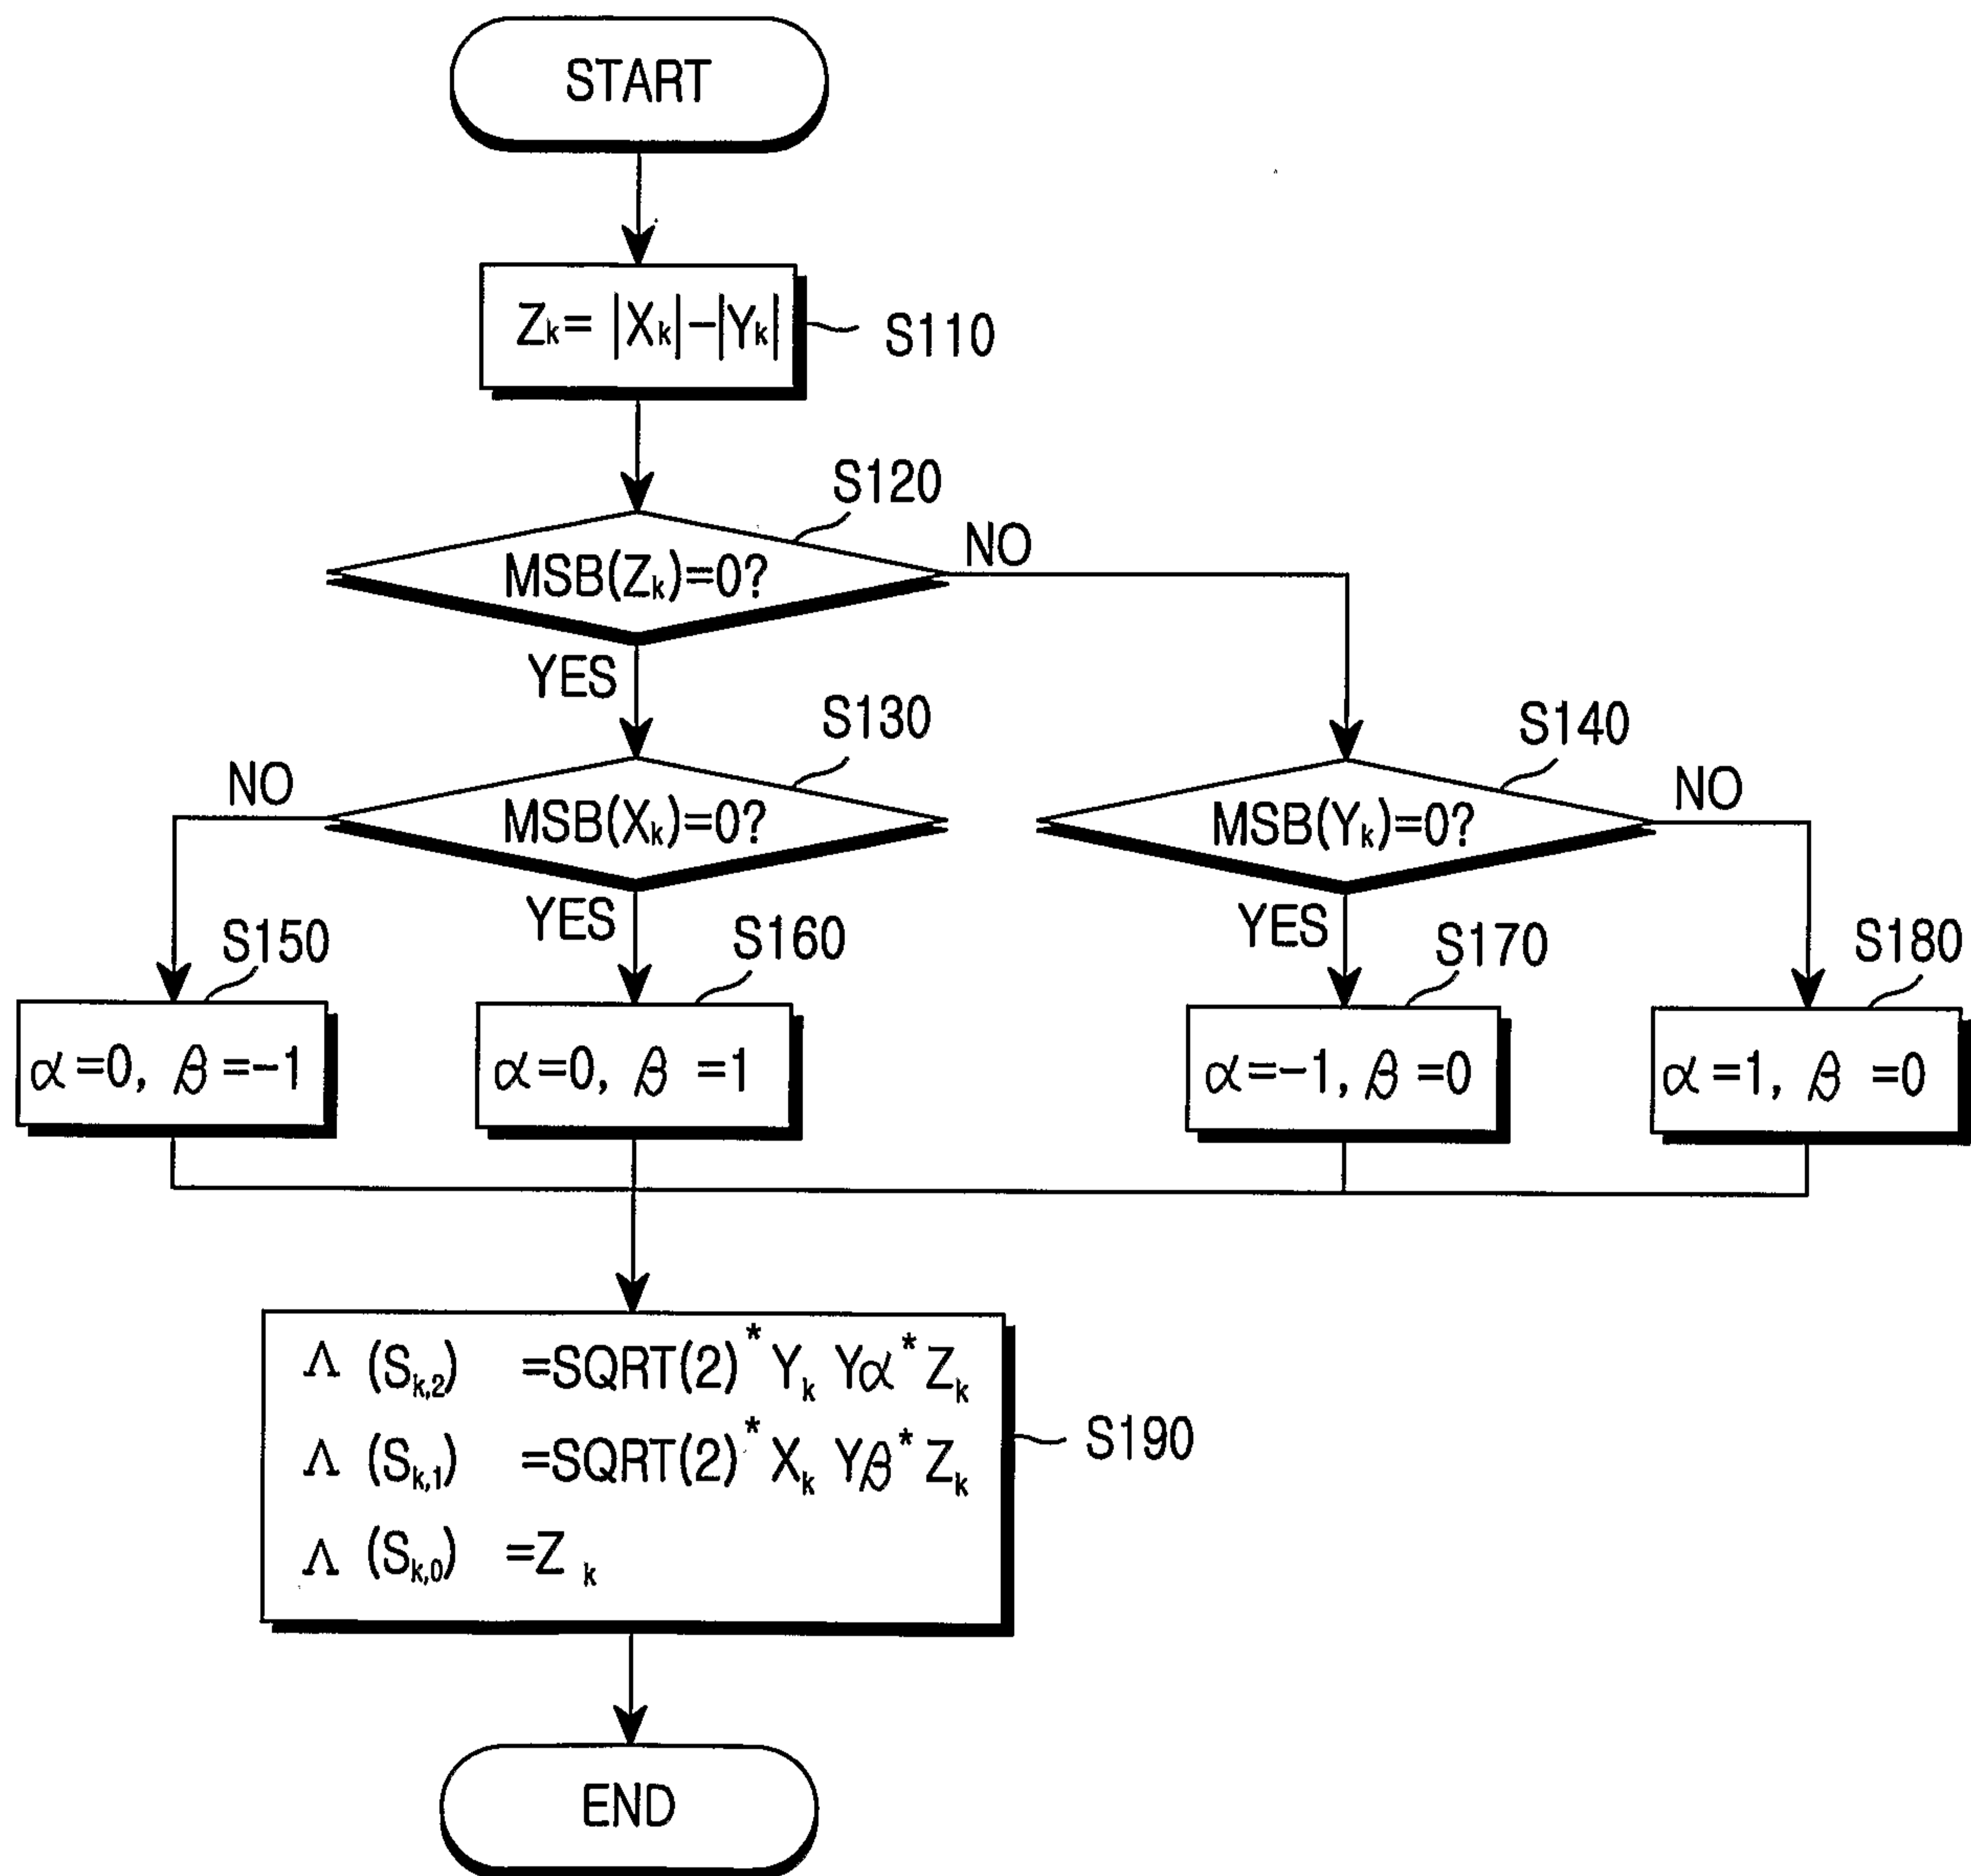 START
Zk= |Xk|-|Yk|
S110
S120
MSB(Zk)=0?
NO
YES
S130
S140
NO
MSB(Xk)=0?
MSB(Yk)=0?
NO
YES
YES
S150
S160
S170
S180
α=0, β=-1
α=0, β=1
α=-1, β=0
α=1, β=0
Λ (Sk,2) =SQRT(2)*Yk Yα*Zk
Λ (Sk,1) =SQRT(2)*Xk Yβ*Zk
S190
Λ (Sk,0) =Z k
END